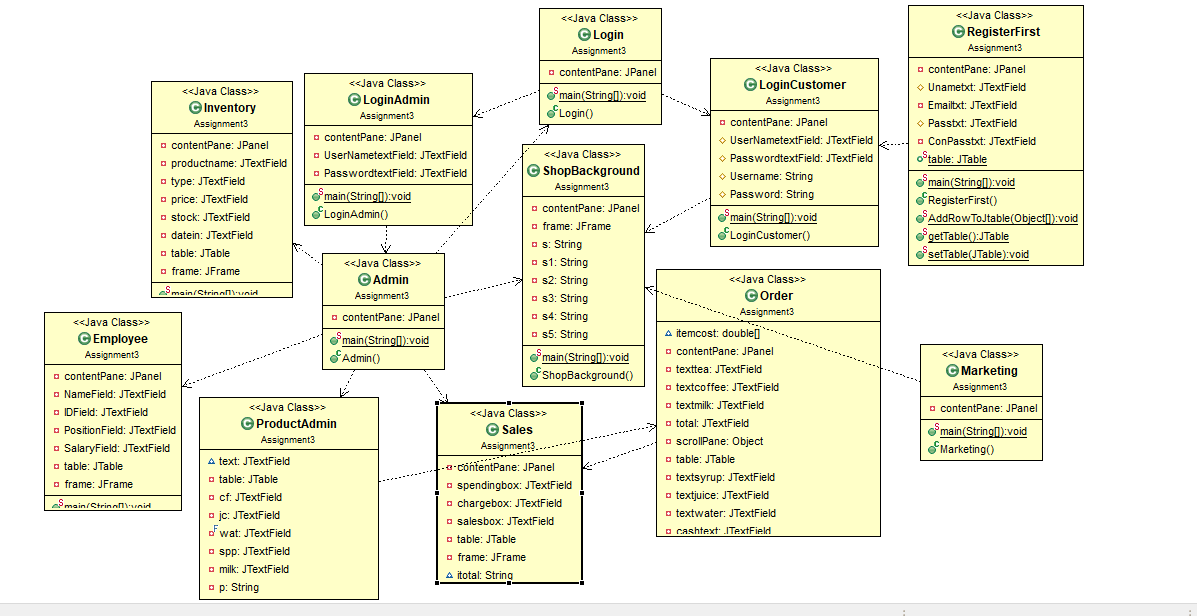 <<Java Class>>
Login
Assignment3
contentPane: JPanel
main(String[]):void
Login()
<<Java Class>>
RegisterFirst
Assignment3
contentPane: JPanel
Unametxt: JTextField
Emailtxt: JTextField
Passtxt: JTextField
ConPasstxt: JTextField
table: JTable
main(String[]):void
RegisterFirst()
AddRowToJtable(Object[]):void
getTable():JTable
setTable(JTable):void
<<Java Class>>
LoginCustomer
Assignment3
contentPane: JPanel
UserNametextField: JTextField
PasswordtextField: JTextField
Username: String
Password: String
main(String[]):void
LoginCustomer()
<<Java Class>>
LoginAdmin
Assignment3
contentPane: JPanel
UserNametextField: JTextField
PasswordtextField: JTextField
main(String[]):void
LoginAdmin()
<<Java Class>>
Inventory
Assignment3
contentPane: JPanel
productname: JTextField
type: JTextField
price: JTextField
stock: JTextField
datein: JTextField
table: JTable
frame: JFrame
main(String[]):void
<<Java Class>>
ShopBackground
Assignment3
contentPane: JPanel
frame: JFrame
s: String
s1: String
s2: String
s3: String
s4: String
s5: String
main(String[]):void
ShopBackground()
<<Java Class>>
Admin
Assignment3
contentPane: JPanel
main(String[]):void
Admin()
<<Java Class>>
Order
Assignment3
itemcost: double[]
contentPane: JPanel
texttea: JTextField
textcoffee: JTextField
textmilk: JTextField
total: JTextField
scrollPane: Object
table: JTable
textsyrup: JTextField
textjuice: JTextField
textwater: JTextField
cashtext: JTextField
<<Java Class>>
Employee
Assignment3
contentPane: JPanel
NameField: JTextField
IDField: JTextField
PositionField: JTextField
SalaryField: JTextField
table: JTable
frame: JFrame
main(String[]):void
<<Java Class>>
Marketing
Assignment3
contentPane: JPanel
main(String[]):void
Marketing()
<<Java Class>>
ProductAdmin
Assignment3
text: JTextField
table: JTable
cf: JTextField
jc: JTextField
wat: JTextField
spp: JTextField
milk: JTextField
p: String
<<Java Class>>
Sales
Assignment3
contentPane: JPanel
spendingbox: JTextField
chargebox: JTextField
salesbox: JTextField
table: JTable
frame: JFrame
itotal: String